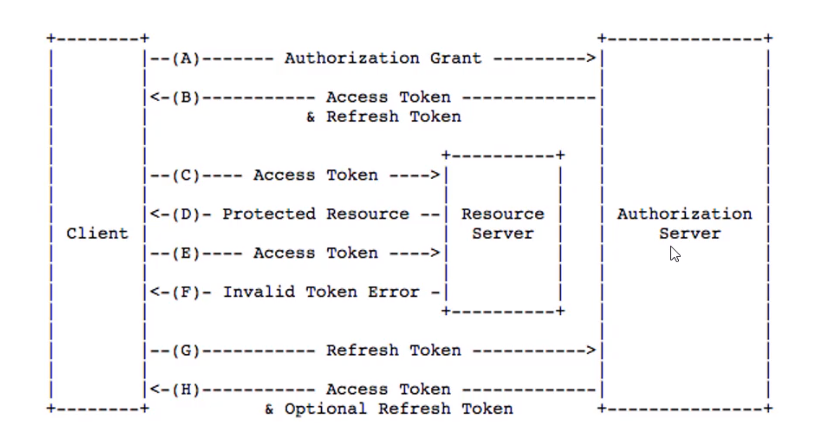 +--------+                                           +---------------+
|        |--(A)------- Authorization Grant --------->|               |
|        |                                           |               |
|        |<-(B)----------- Access Token -------------|               |
|        |               & Refresh Token             |               |
|        |                                           |               |
|        |                            +----------+   |               |
|        |--(C)---- Access Token ---->|          |   |               |
|        |                            |          |   |               |
|        |<-(D)- Protected Resource --| Resource |   | Authorization |
| Client |                            |  Server  |   |     Server    |
|        |--(E)---- Access Token ---->|          |   |               |
|        |                            |          |   |               |
|        |<-(F)- Invalid Token Error -|          |   |               |
|        |                            +----------+   |               |
|        |                                           |               |
|        |--(G)----------- Refresh Token ----------->|               |
|        |                                           |               |
|        |<-(H)----------- Access Token -------------|               |
+--------+           & Optional Refresh Token        +---------------+